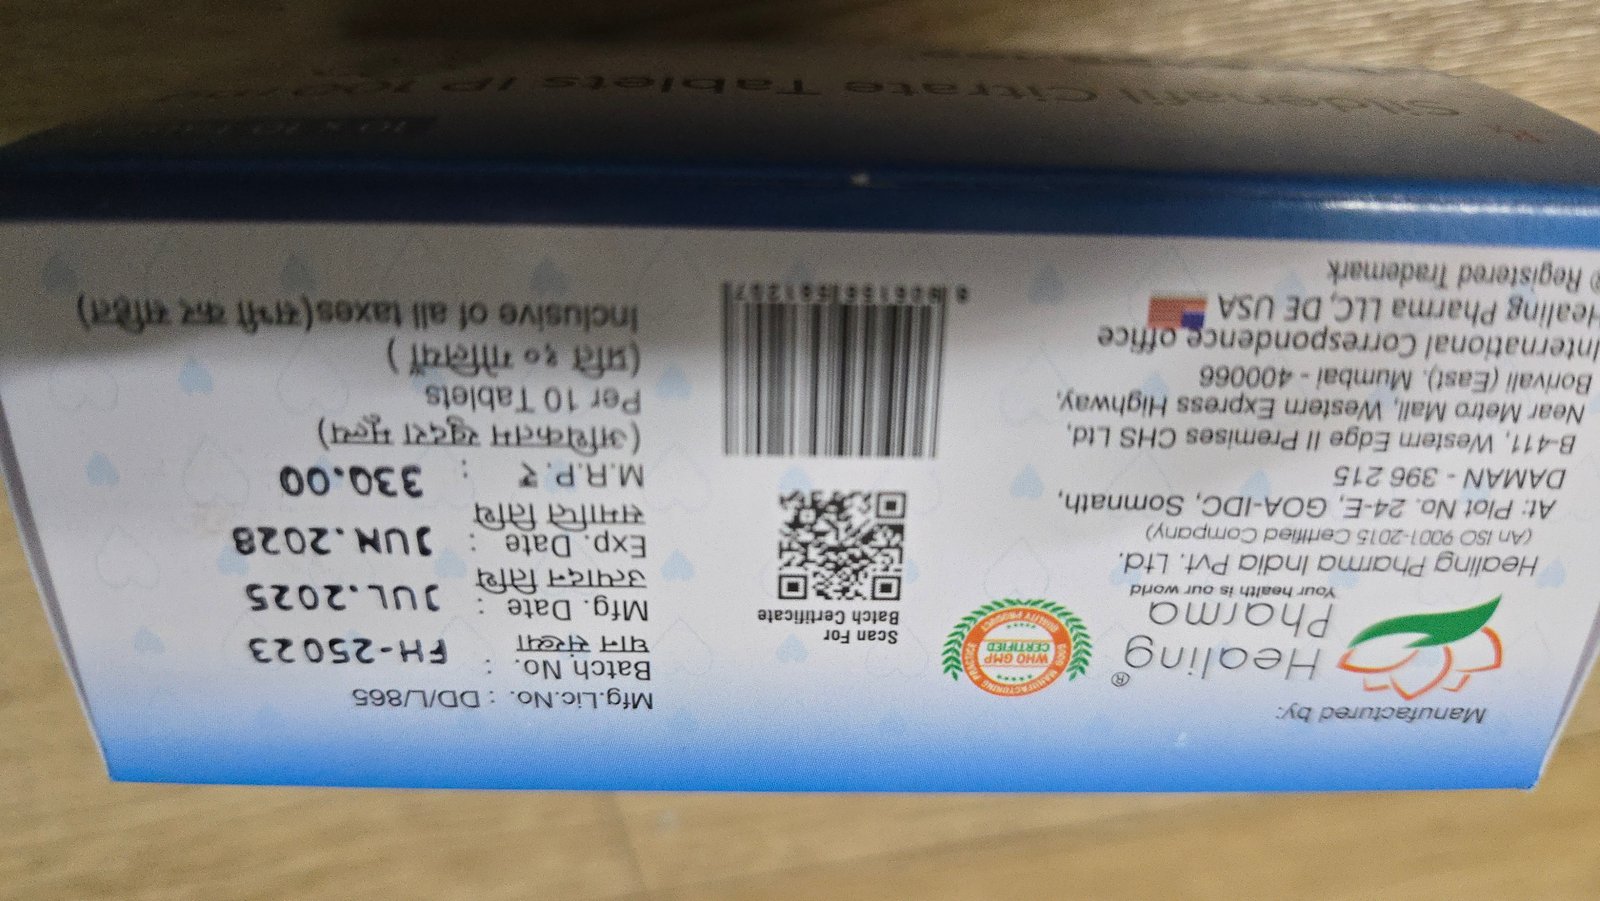 Manufactured by:
Healing®
Pharma
Your health is our world
GOOD MANUFACTURING PRACTICE
WHO GMP
CERTIFIED
QUALITY PRODUCT
Healing Pharma India Pvt. Ltd.
(An ISO 9001-2015 Certified Company)
At: Plot No. 24-E, GOA-IDC, Somnath,
DAMAN - 396 215
B-411, Western Edge II Premises CHS Ltd,
Near Metro Mall, Western Express Highway,
Borivali (East). Mumbai - 400066
International Correspondence office
Healing Pharma LLC, DE USA
® Registered Trademark
Scan For
Batch Certificate
Mfg.Lic.No. : DD/L/865
Batch No. : FH-25023
घान संख्या
Mfg. Date : JUL.2025
उत्पादन तिथि
Exp. Date : JUN.2028
समाप्ति तिथि
M.R.P. ₹ : 330.00
(अधिकतम खुदरा मूल्य)
Per 10 Tablets
(प्रति १० गोलियाँ)
Inclusive of all taxes(सभी कर सहित)
Sildenafil Citrate Tablets IP 100 mg